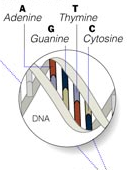 A T
Adenine Thymine
G C
Guanine Cytosine
DNA